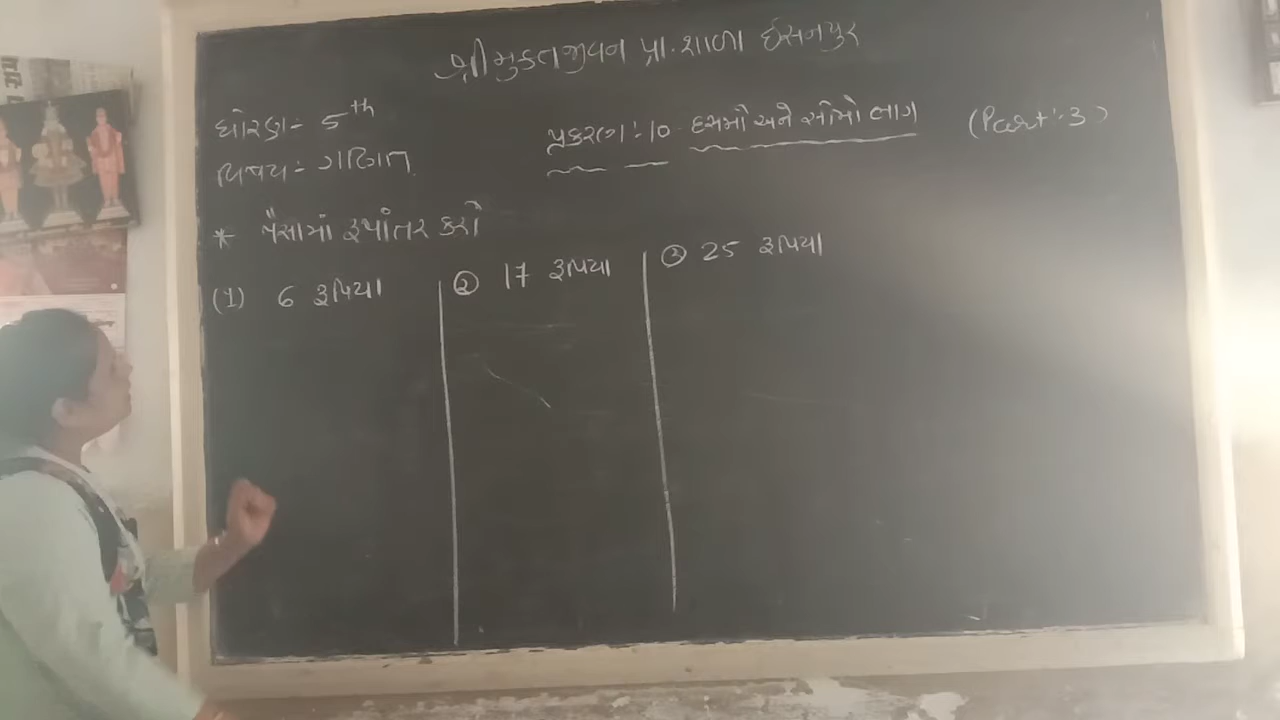 શ્રી મુક્તજીવન પ્રા. શાળા ઈસનપુર
ધોરણ:- 5th
વિષય:- ગણિત
પ્રકરણ:-10. દસમો અને સોમો ભાગ (Part:-3)
* પૈસામાં રૂપાંતર કરો
(1) 6 રૂપિયા
② 17 રૂપિયા
③ 25 રૂપિયા